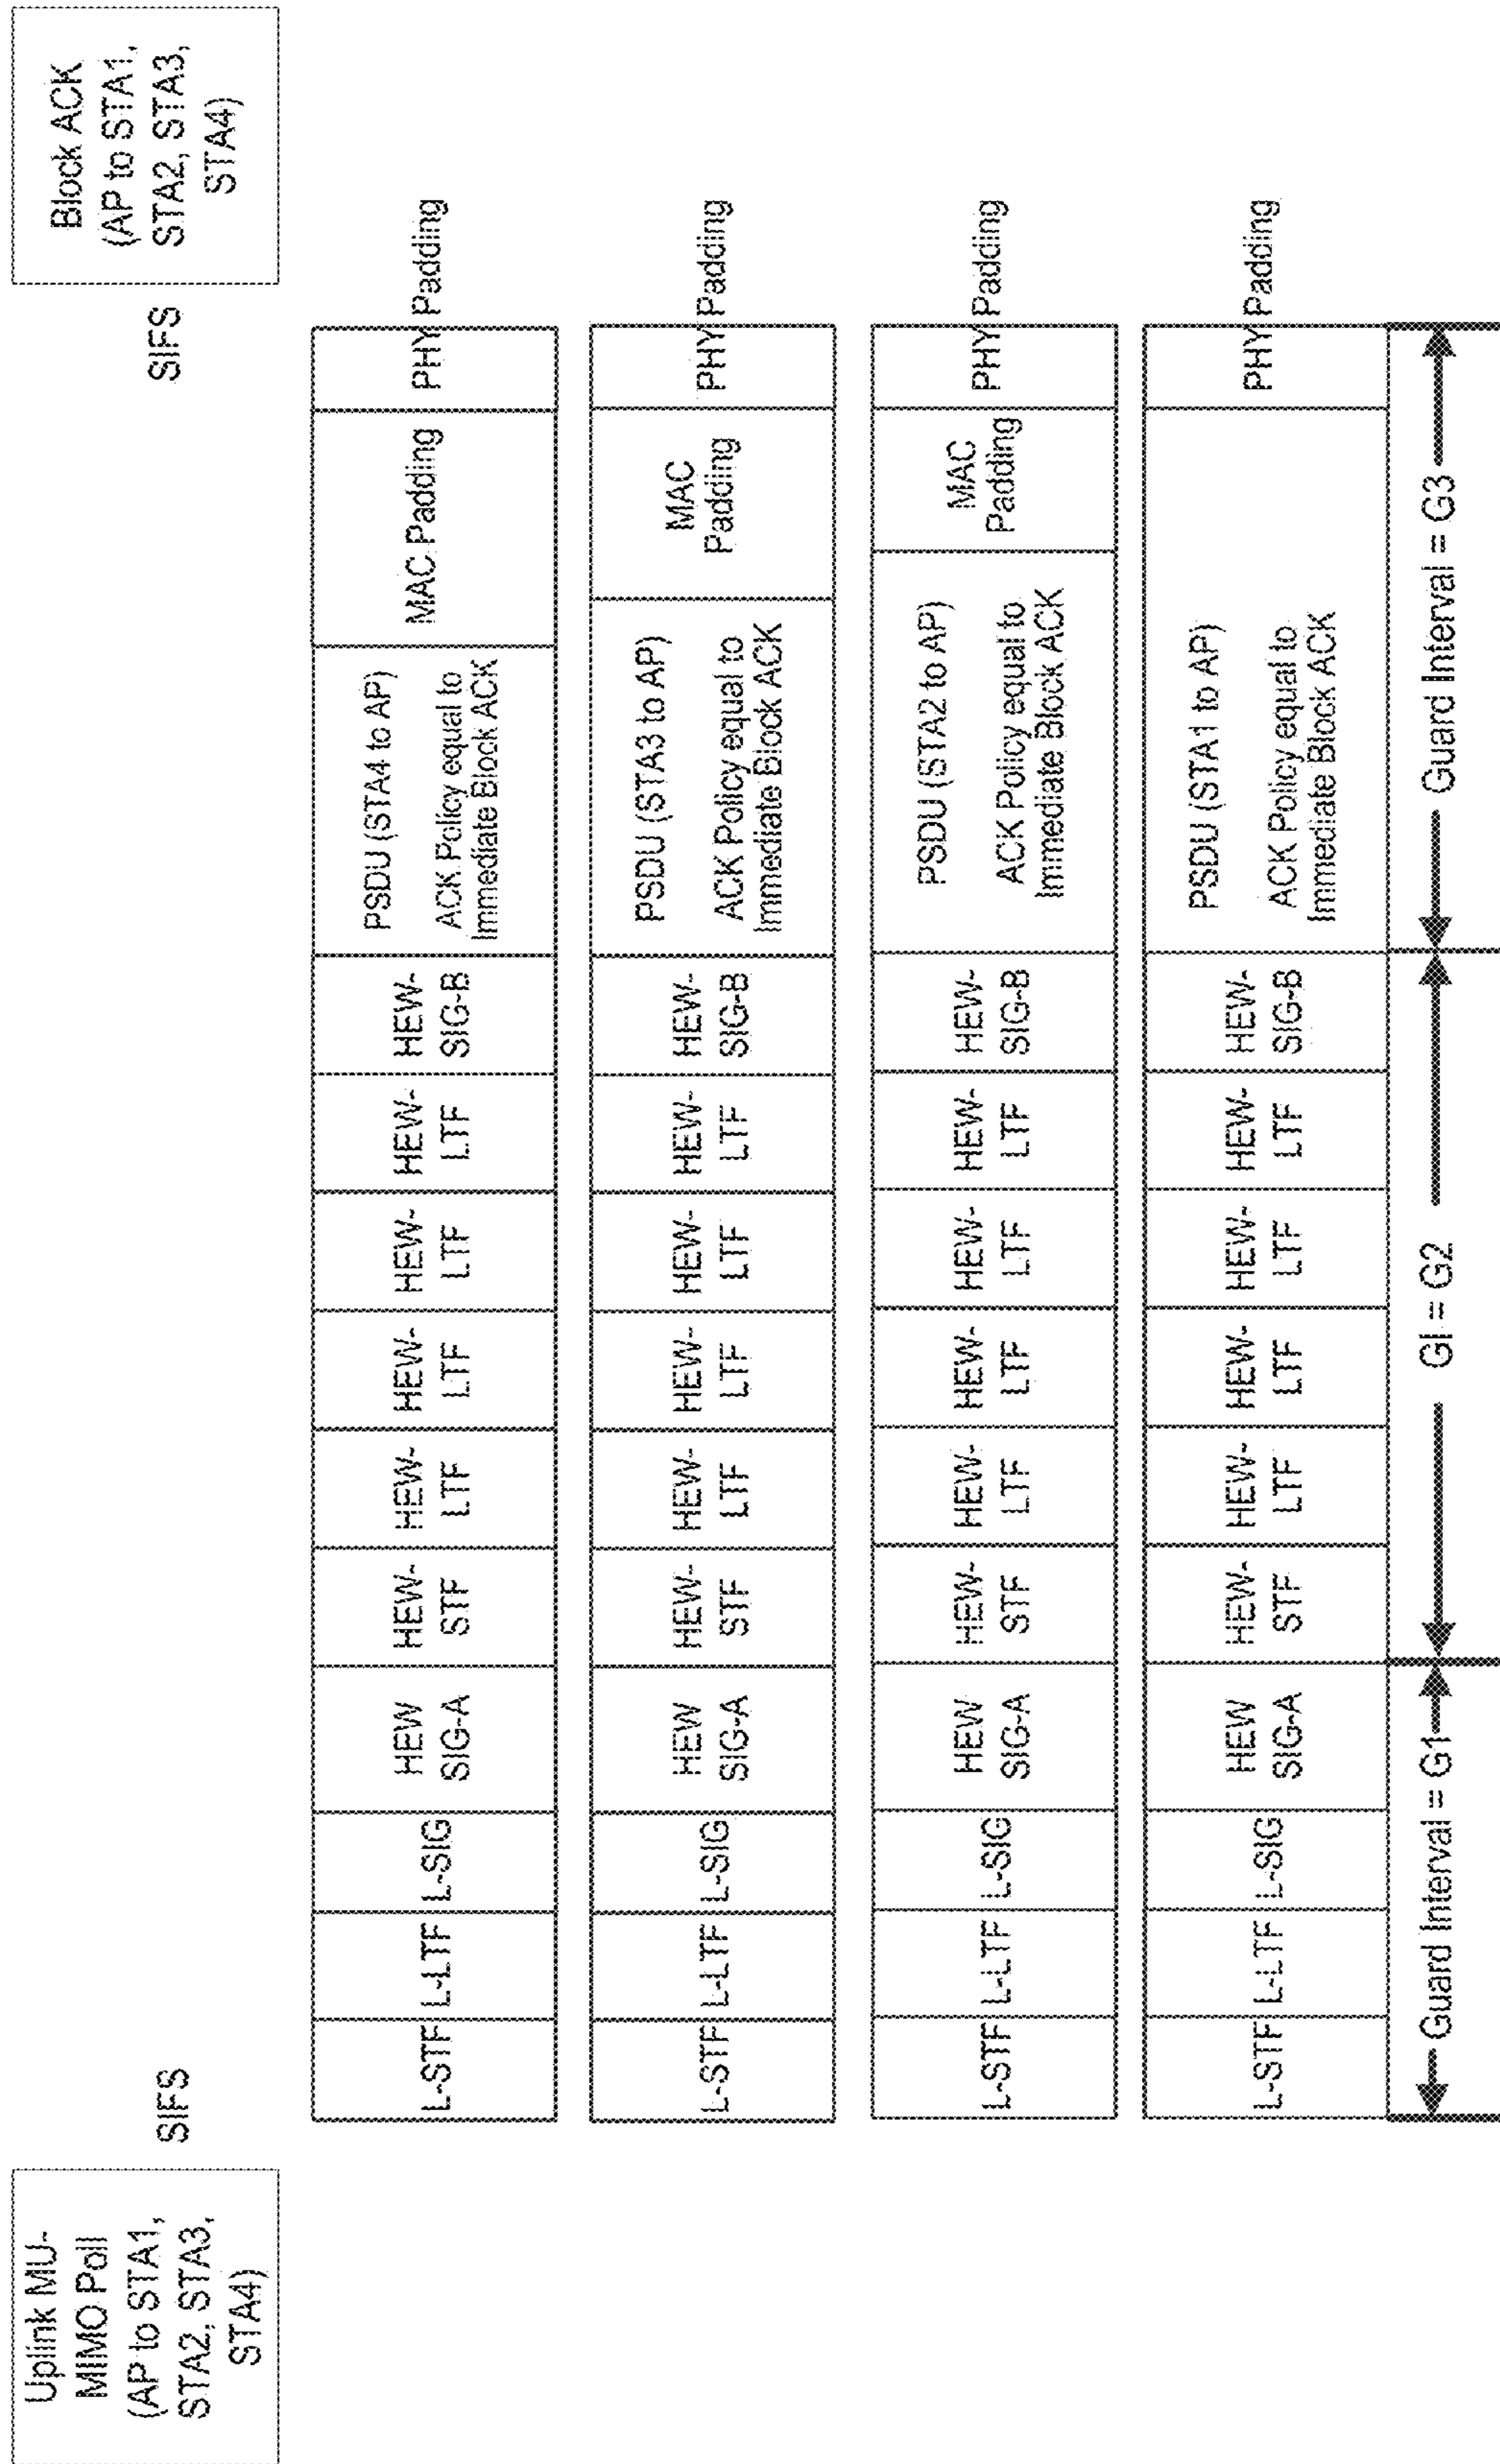 Uplink MU-
MIMO Poll
(AP to STA1,
STA2, STA3,
STA4)
SIFS
SIFS
Block ACK
(AP to STA1,
STA2, STA3,
STA4)
L-STF
L-LTF
L-SIG
HEW
SIG-A
HEW-
STF
HEW-
LTF
HEW-
LTF
HEW-
LTF
HEW-
LTF
HEW-
SIG-B
PSDU (STA4 to AP)
ACK Policy equal to
Immediate Block ACK
MAC Padding
PHY Padding
L-STF
L-LTF
L-SIG
HEW
SIG-A
HEW-
STF
HEW-
LTF
HEW-
LTF
HEW-
LTF
HEW-
LTF
HEW-
SIG-B
PSDU (STA3 to AP)
ACK Policy equal to
Immediate Block ACK
MAC
Padding
PHY Padding
L-STF
L-LTF
L-SIG
HEW
SIG-A
HEW-
STF
HEW-
LTF
HEW-
LTF
HEW-
LTF
HEW-
LTF
HEW-
SIG-B
PSDU (STA2 to AP)
ACK Policy equal to
Immediate Block ACK
MAC
Padding
PHY Padding
L-STF
L-LTF
L-SIG
HEW
SIG-A
HEW-
STF
HEW-
LTF
HEW-
LTF
HEW-
LTF
HEW-
LTF
HEW-
SIG-B
PSDU (STA1 to AP)
ACK Policy equal to
Immediate Block ACK
PHY Padding
Guard Interval = G1
GI = G2
Guard Interval = G3